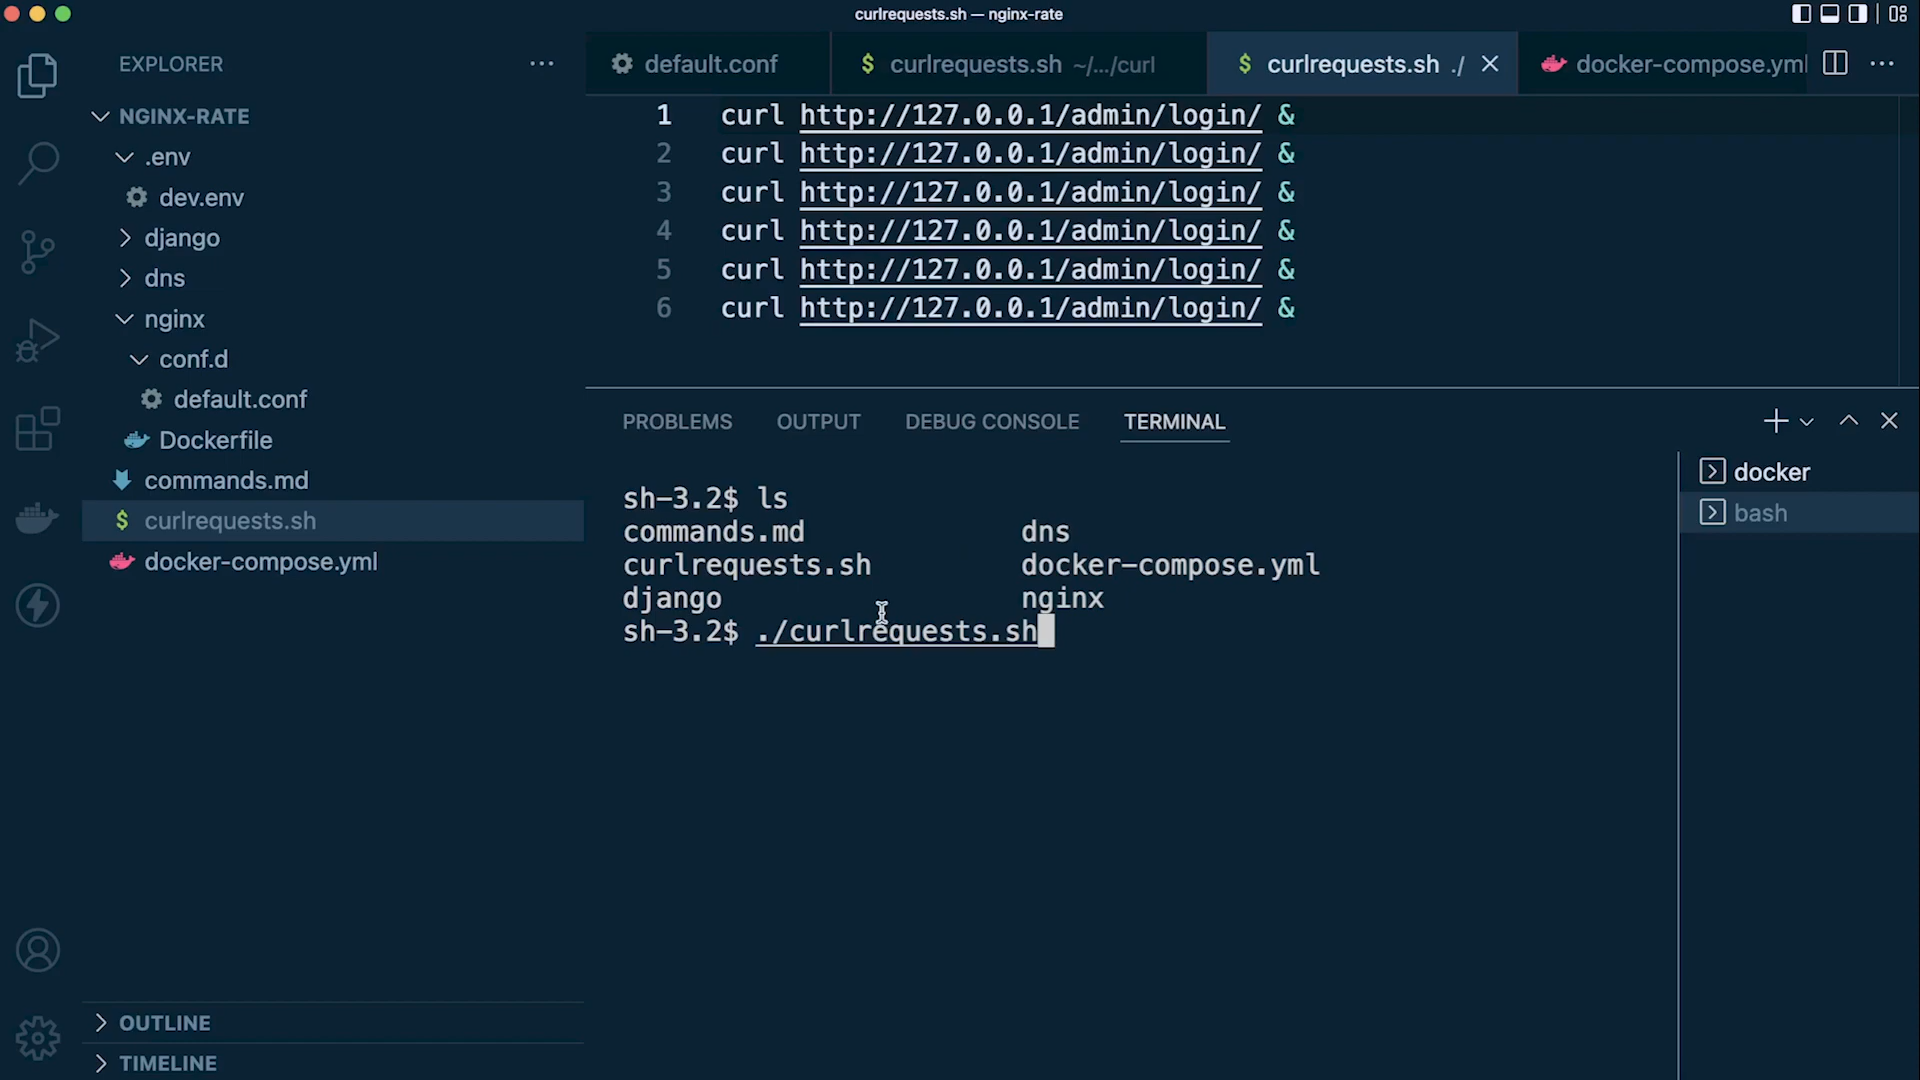 curlrequests.sh — nginx-rate
EXPLORER
NGINX-RATE
.env
dev.env
django
dns
nginx
conf.d
default.conf
Dockerfile
commands.md
curlrequests.sh
docker-compose.yml
OUTLINE
TIMELINE
default.conf
$ curlrequests.sh ~/.../curl
$ curlrequests.sh ./
docker-compose.yml
1 curl http://127.0.0.1/admin/login/ &
2 curl http://127.0.0.1/admin/login/ &
3 curl http://127.0.0.1/admin/login/ &
4 curl http://127.0.0.1/admin/login/ &
5 curl http://127.0.0.1/admin/login/ &
6 curl http://127.0.0.1/admin/login/ &
PROBLEMS OUTPUT DEBUG CONSOLE TERMINAL
sh-3.2$ ls
commands.md dns
curlrequests.sh docker-compose.yml
django nginx
sh-3.2$ ./curlrequests.sh
docker
bash